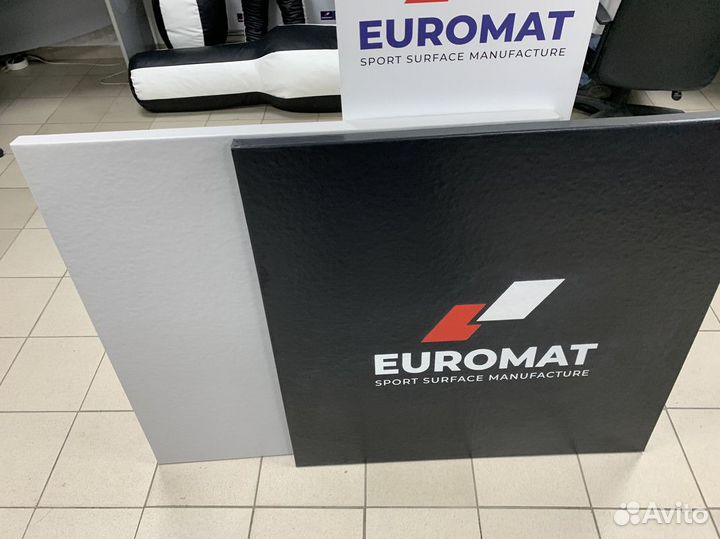 EUROMAT
SPORT SURFACE MANUFACTURE
EUROMAT
SPORT SURFACE MANUFACTURE
Avito